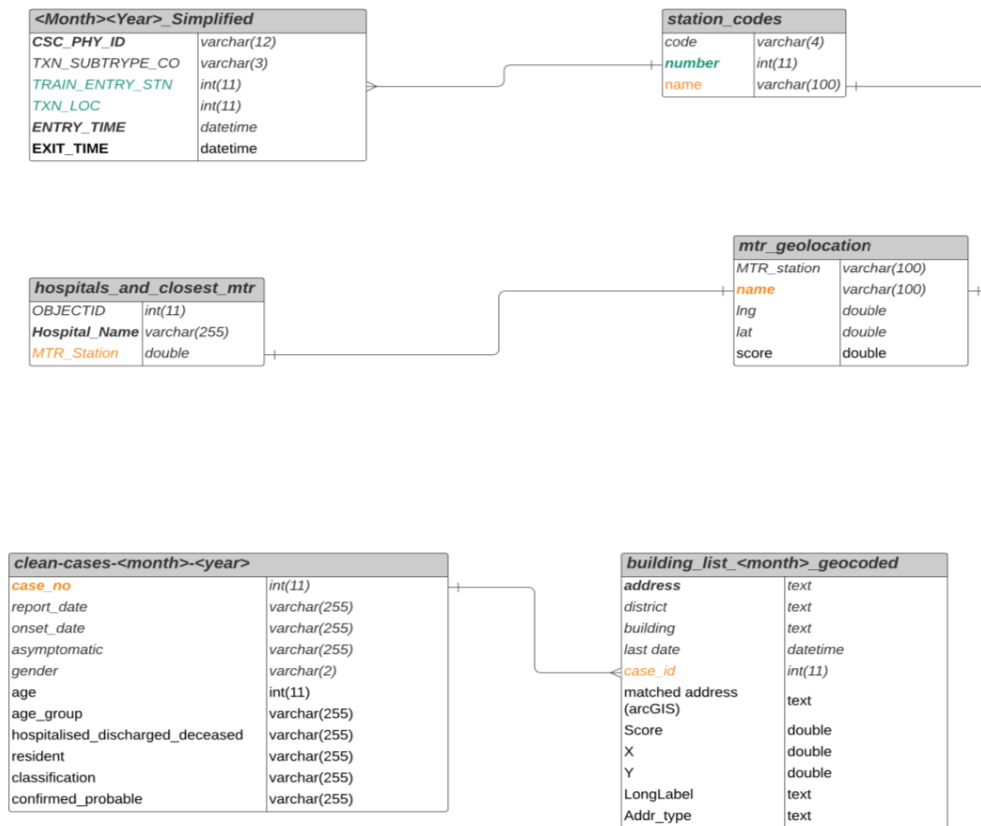 <Month><Year>_Simplified
CSC_PHY_ID varchar(12)
TXN_SUBTRYPE_CO varchar(3)
TRAIN_ENTRY_STN int(11)
TXN_LOC int(11)
ENTRY_TIME datetime
EXIT_TIME datetime
station_codes
code varchar(4)
number int(11)
name varchar(100)
mtr_geolocation
MTR_station varchar(100)
name varchar(100)
lng double
lat double
score double
hospitals_and_closest_mtr
OBJECTID int(11)
Hospital_Name varchar(255)
MTR_Station double
clean-cases-<month>-<year>
case_no int(11)
report_date varchar(255)
onset_date varchar(255)
asymptomatic varchar(255)
gender varchar(2)
age int(11)
age_group varchar(255)
hospitalised_discharged_deceased varchar(255)
resident varchar(255)
classification varchar(255)
confirmed_probable varchar(255)
building_list_<month>_geocoded
address text
district text
building text
last date datetime
case_id int(11)
matched address
(arcGIS) text
Score double
X double
Y double
LongLabel text
Addr_type text